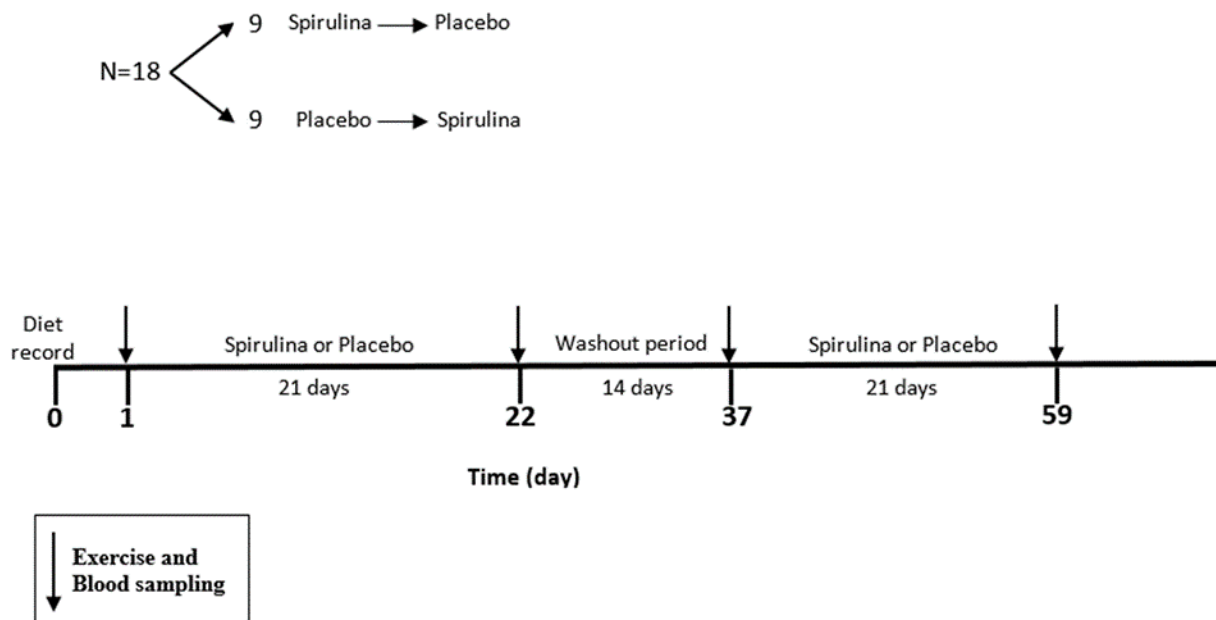 9 Spirulina Placebo
N=18
9 Placebo Spirulina
Diet
record
Spirulina or Placebo
Washout period
Spirulina or Placebo
21 days
14 days
21 days
0 1 22 37 59
Time (day)
Exercise and
Blood sampling